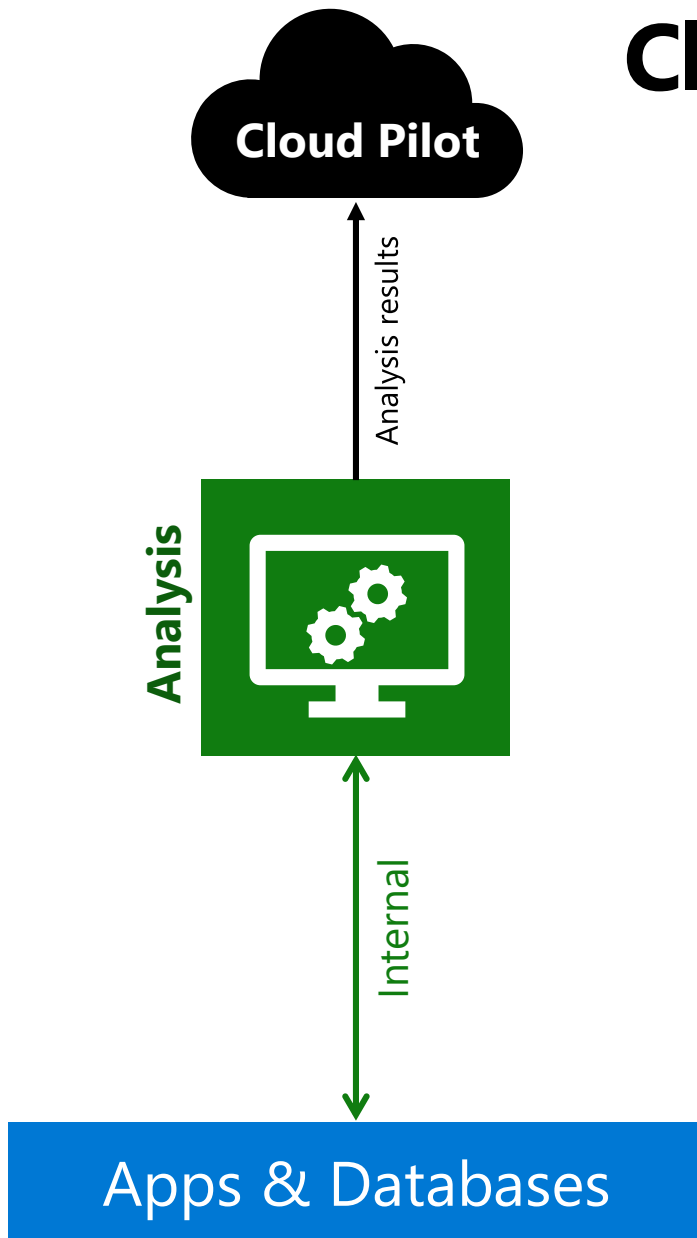 Cloud Pilot
Analysis results
Analysis
Internal
Apps & Databases